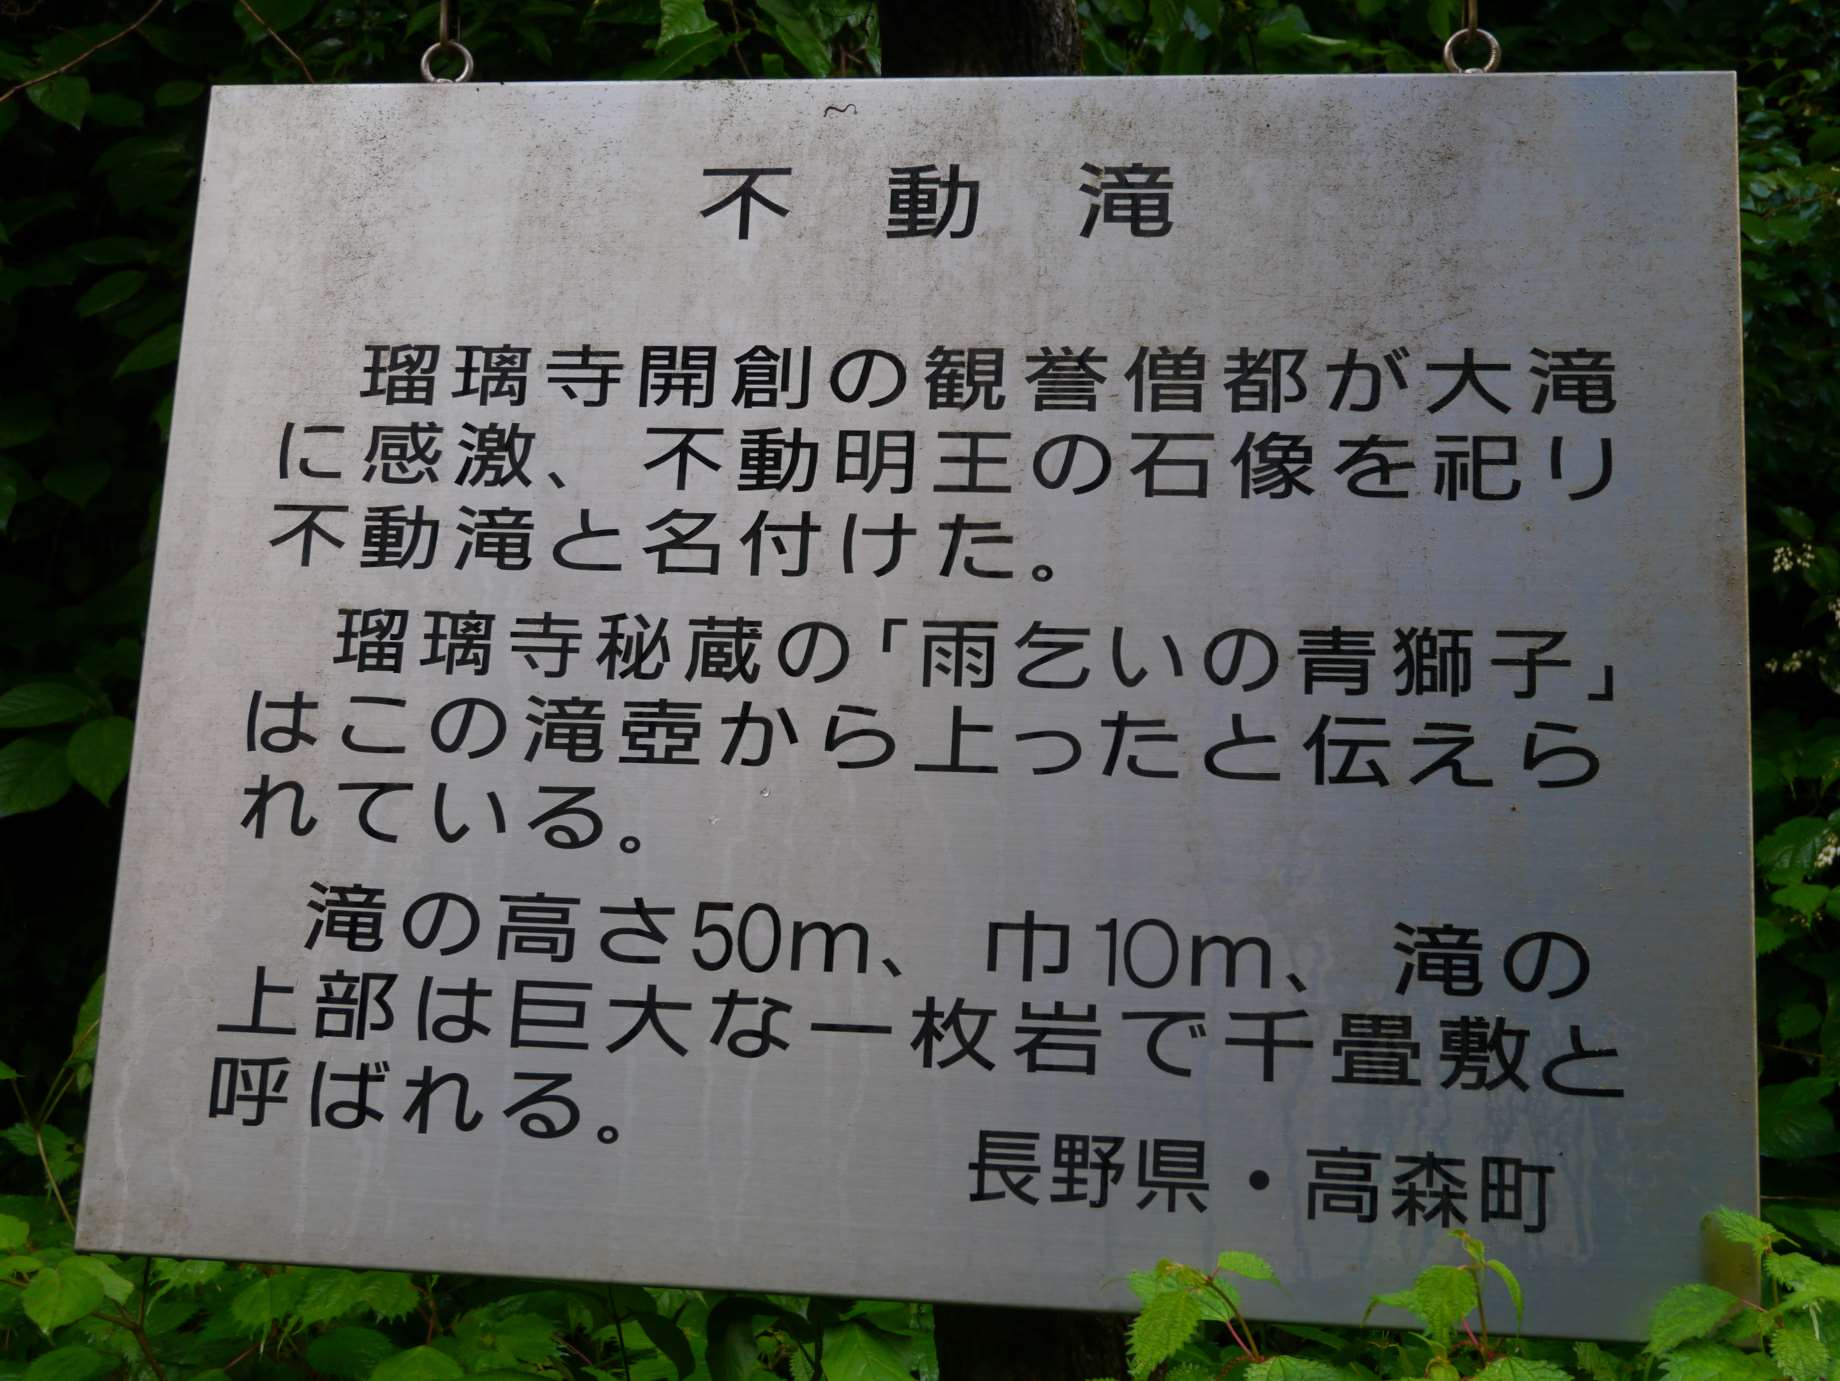 不動滝
瑠璃寺開創の観誉僧都が大滝
に感激、不動明王の石像を祀り
不動滝と名付けた。
瑠璃寺秘蔵の「雨乞いの青獅子」
はこの滝壺から上ったと伝えら
れている。
滝の高さ50m、巾10m、滝の
上部は巨大な一枚岩で千畳敷と
呼ばれる。
長野県・高森町